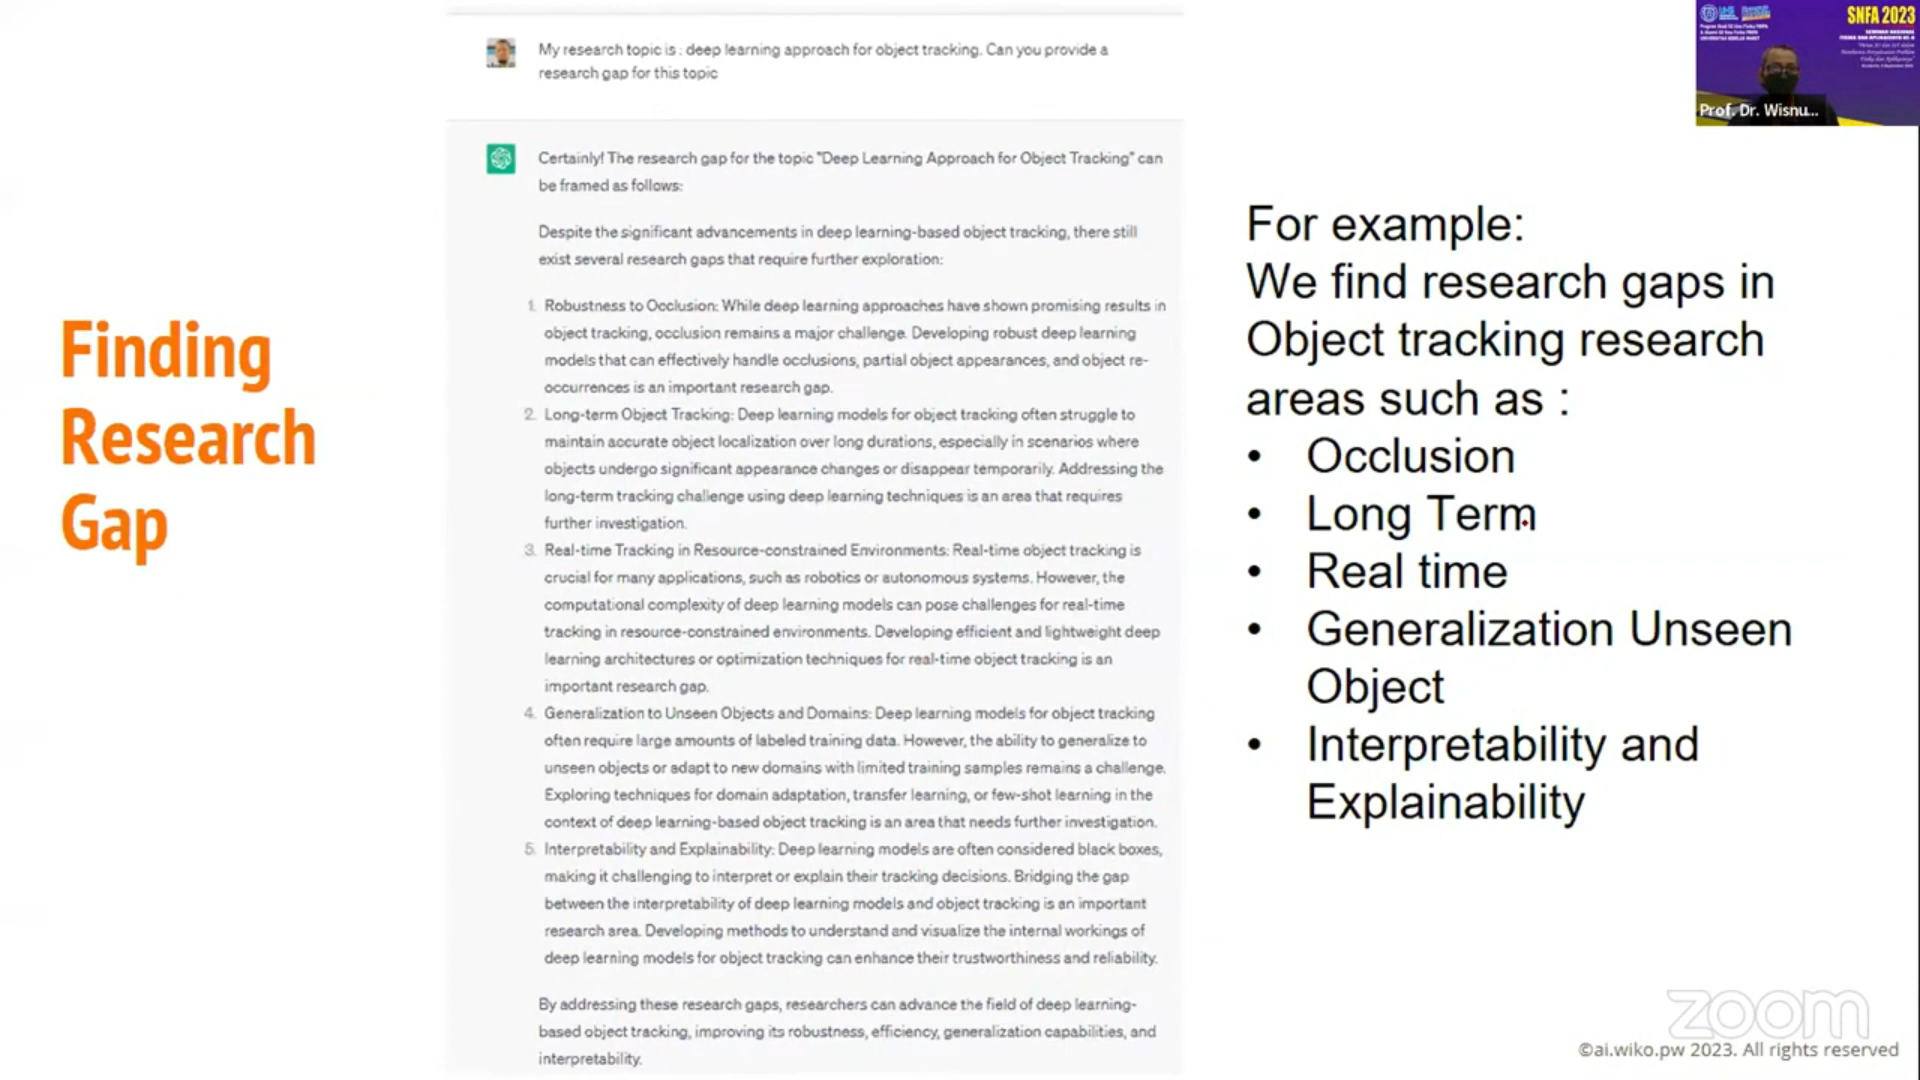 Finding
Research
Gap
My research topic is : deep learning approach for object tracking. Can you provide a
research gap for this topic
Certainly! The research gap for the topic "Deep Learning Approach for Object Tracking" can
be framed as follows:
Despite the significant advancements in deep learning-based object tracking, there still
exist several research gaps that require further exploration:
1. Robustness to Occlusion: While deep learning approaches have shown promising results in
object tracking, occlusion remains a major challenge. Developing robust deep learning
models that can effectively handle occlusions, partial object appearances, and object re-
occurrences is an important research gap.
2. Long-term Object Tracking: Deep learning models for object tracking often struggle to
maintain accurate object localization over long durations, especially in scenarios where
objects undergo significant appearance changes or disappear temporarily. Addressing the
long-term tracking challenge using deep learning techniques is an area that requires
further investigation.
3. Real-time Tracking in Resource-constrained Environments: Real-time object tracking is
crucial for many applications, such as robotics or autonomous systems. However, the
computational complexity of deep learning models can pose challenges for real-time
tracking in resource-constrained environments. Developing efficient and lightweight deep
learning architectures or optimization techniques for real-time object tracking is an
important research gap.
4. Generalization to Unseen Objects and Domains: Deep learning models for object tracking
often require large amounts of labeled training data. However, the ability to generalize to
unseen objects or adapt to new domains with limited training samples remains a challenge.
Exploring techniques for domain adaptation, transfer learning, or few-shot learning in the
context of deep learning-based object tracking is an area that needs further investigation.
5. Interpretability and Explainability: Deep learning models are often considered black boxes,
making it challenging to interpret or explain their tracking decisions. Bridging the gap
between the interpretability of deep learning models and object tracking is an important
research area. Developing methods to understand and visualize the internal workings of
deep learning models for object tracking can enhance their trustworthiness and reliability.
By addressing these research gaps, researchers can advance the field of deep learning-
based object tracking, improving its robustness, efficiency, generalization capabilities, and
interpretability.
For example:
We find research gaps in
Object tracking research
areas such as :
• Occlusion
• Long Term
• Real time
• Generalization Unseen
Object
• Interpretability and
Explainability
SNFA 2023
Prof. Dr. Wisnu...
zoom
©ai.wiko.pw 2023. All rights reserved